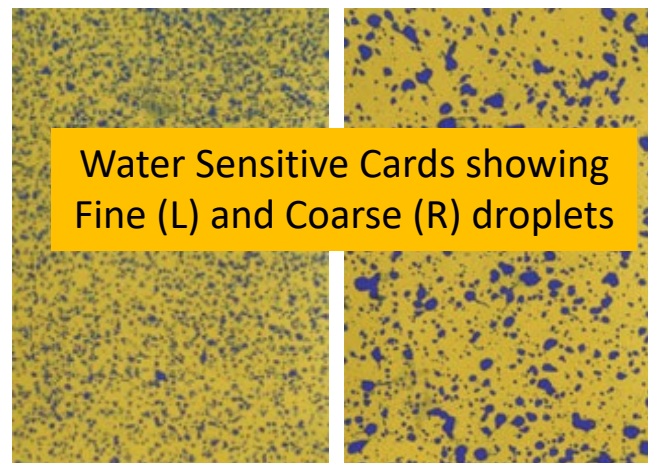 Water Sensitive Cards showing
Fine (L) and Coarse (R) droplets